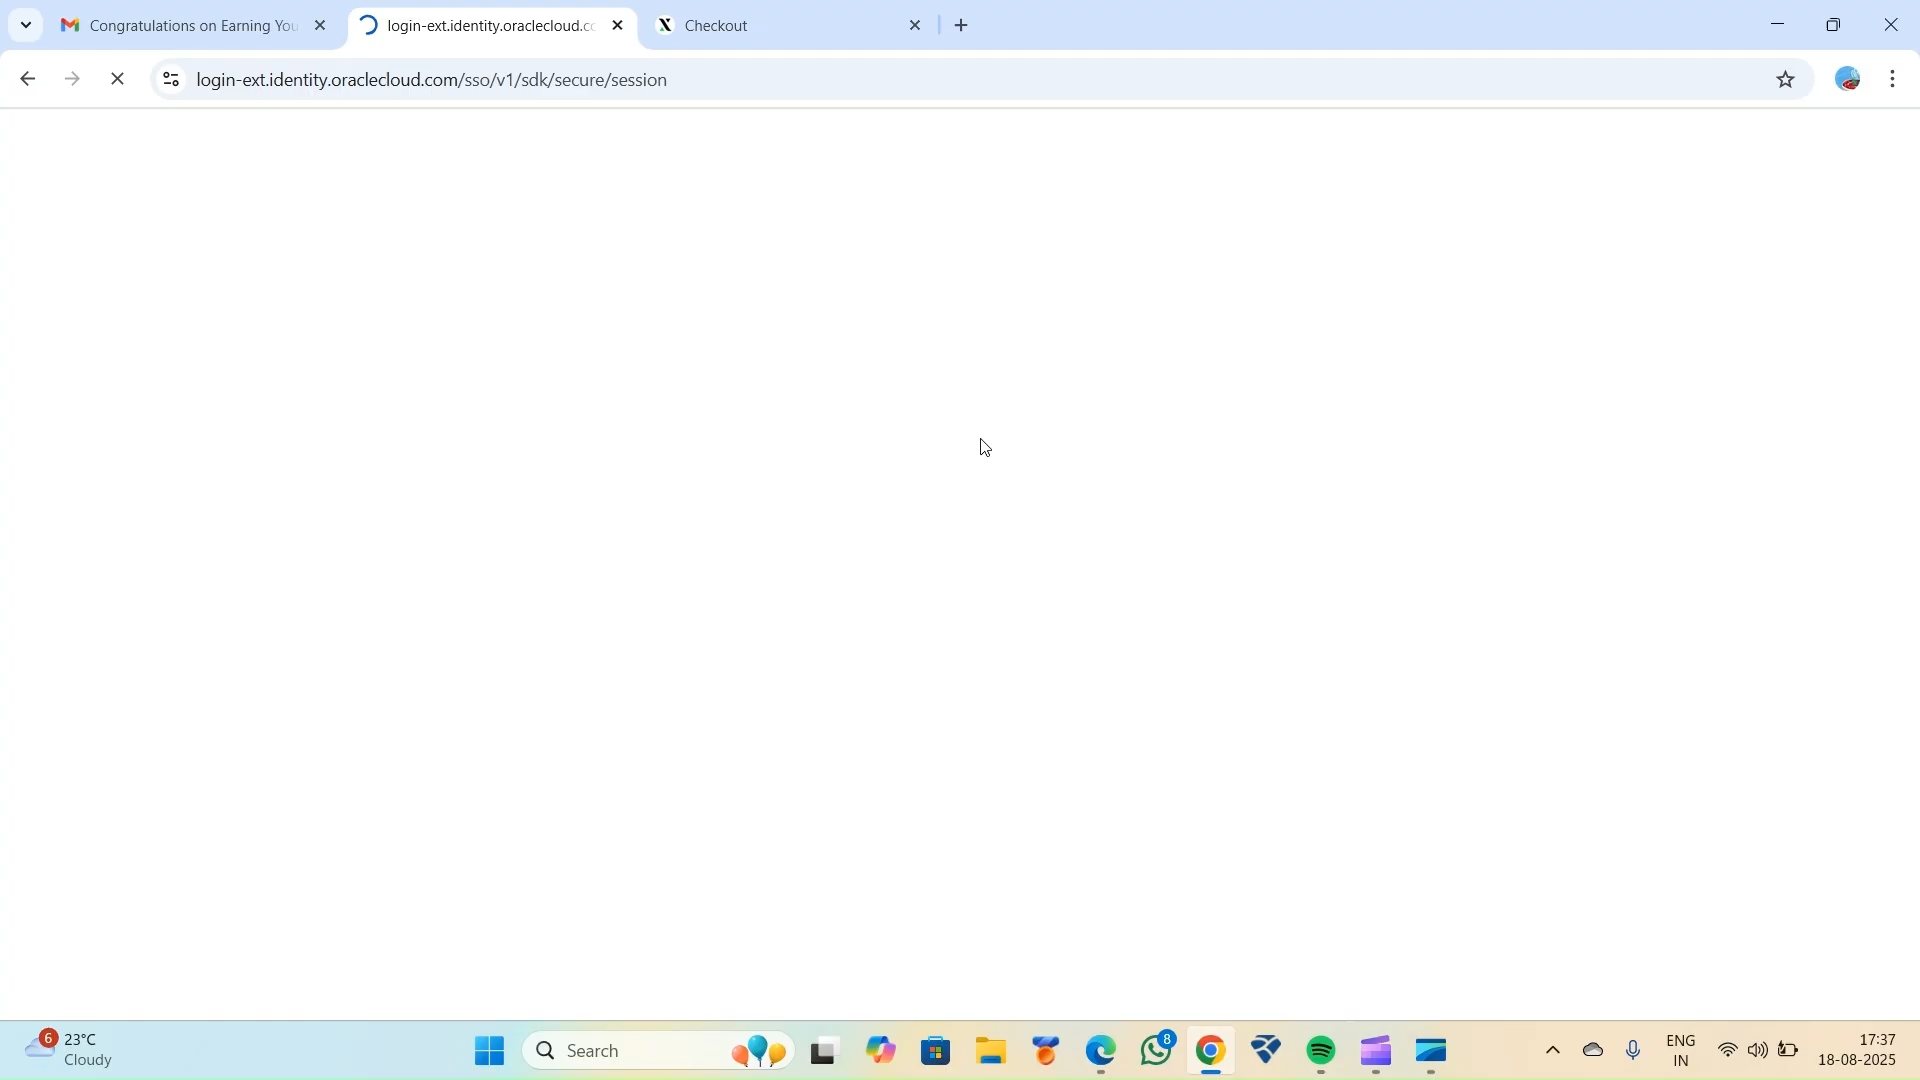 Congratulations on Earning You
login-ext.identity.oraclecloud.co
Checkout
login-ext.identity.oraclecloud.com/sso/v1/sdk/secure/session
6
23°C
Cloudy
Search
8
ENG
IN
17:37
18-08-2025